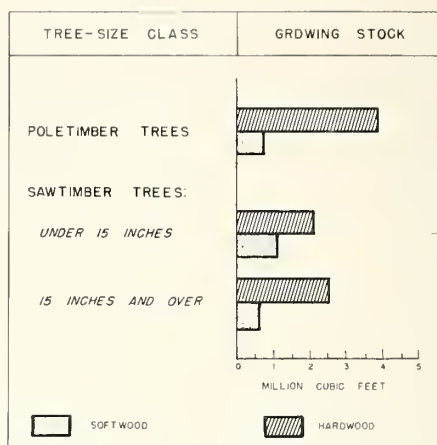 TREE-SIZE CLASS
GROWING STOCK
POLETIMBER TREES
SAWTIMBER TREES:
UNDER 15 INCHES
15 INCHES AND OVER
0 1 2 3 4 5
MILLION CUBIC FEET
SOFTWOOD
HARDWOOD